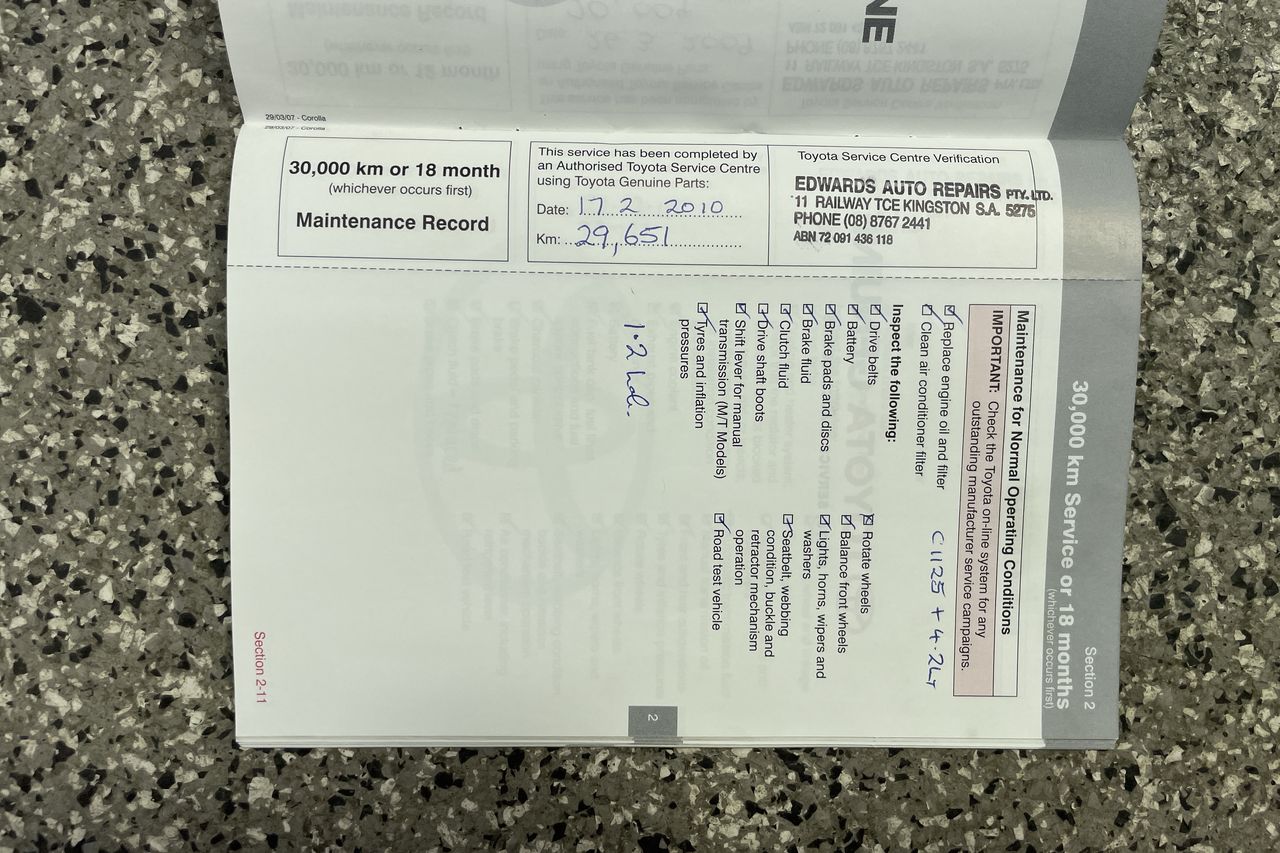 NE
29/03/07 - Corolla
30,000 km or 18 month
(whichever occurs first)
Maintenance Record
This service has been completed by
an Authorised Toyota Service Centre
using Toyota Genuine Parts:
Date: 17 2 2010
Km: 29,651
Toyota Service Centre Verification
EDWARDS AUTO REPAIRS PTY. LTD.
11 RAILWAY TCE KINGSTON S.A. 5275
PHONE (08) 8767 2441
ABN 72 091 436 118
Section 2
30,000 km Service or 18 months
(whichever occurs first)
Maintenance for Normal Operating Conditions
IMPORTANT: Check the Toyota on-line system for any
outstanding manufacturer service campaigns.
Replace engine oil and filter
C1125 + 4.2LT
Clean air conditioner filter
Inspect the following:
Drive belts
Battery
Brake pads and discs
Brake fluid
Clutch fluid
Drive shaft boots
Shift lever for manual
transmission (M/T Models)
Tyres and inflation
pressures
Rotate wheels
Balance front wheels
Lights, horns, wipers and
washers
Seatbelt, webbing
condition, buckle and
retractor mechanism
operation
Road test vehicle
2
Section 2-11